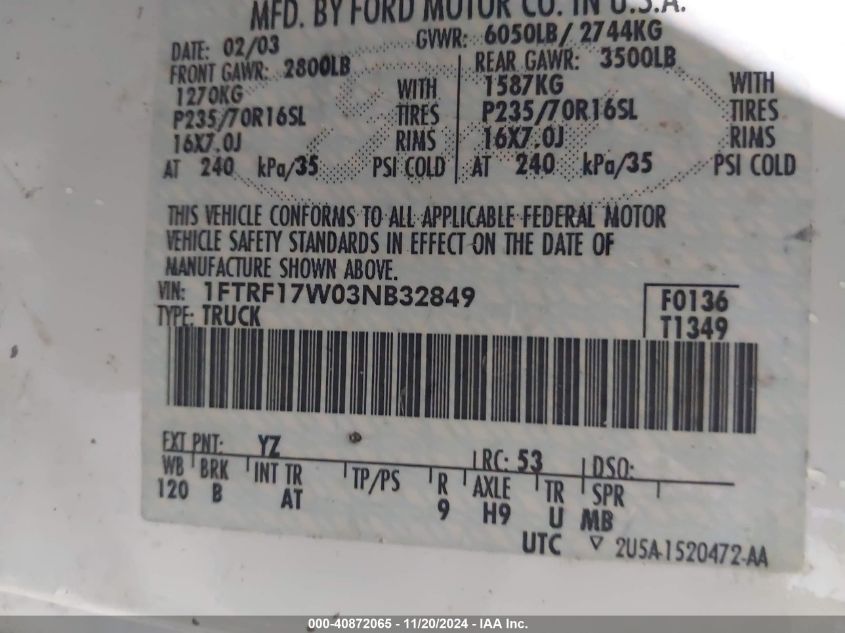 MFD. BY FORD MOTOR CO. IN U.S.A.
DATE: 02/03 GVWR: 6050LB/ 2744KG
FRONT GAWR: 2800LB REAR GAWR: 3500LB
1270KG WITH 1587KG WITH
P235/70R16SL TIRES P235/70R16SL TIRES
16X7.0J RIMS 16X7.0J RIMS
AT 240 kPa/35 PSI COLD AT 240 kPa/35 PSI COLD
THIS VEHICLE CONFORMS TO ALL APPLICABLE FEDERAL MOTOR
VEHICLE SAFETY STANDARDS IN EFFECT ON THE DATE OF
MANUFACTURE SHOWN ABOVE.
VIN: 1FTRF17W03NB32849 F0136
TYPE: TRUCK T1349
EXT PNT: YZ RC: 53 DSO:
WB BRK INT TR TP/PS R AXLE TR SPR
120 B AT 9 H9 U MB
UTC ▽ 2U5A-1520472-AA
000-40872065 - 11/20/2024 - IAA Inc.